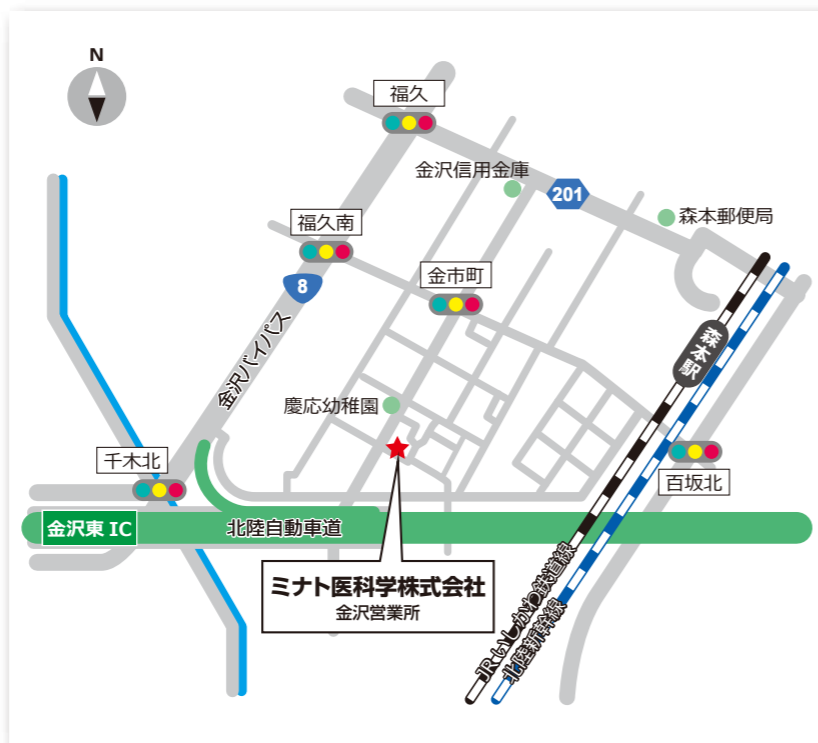 N
福久
金沢信用金庫
201
森本郵便局
福久南
8
金市町
金沢バイパス
森本駅
慶応幼稚園
千木北
百坂北
金沢東 IC
北陸自動車道
ミナト医科学株式会社
金沢営業所
JR・いしかわ鉄道線
北陸新幹線